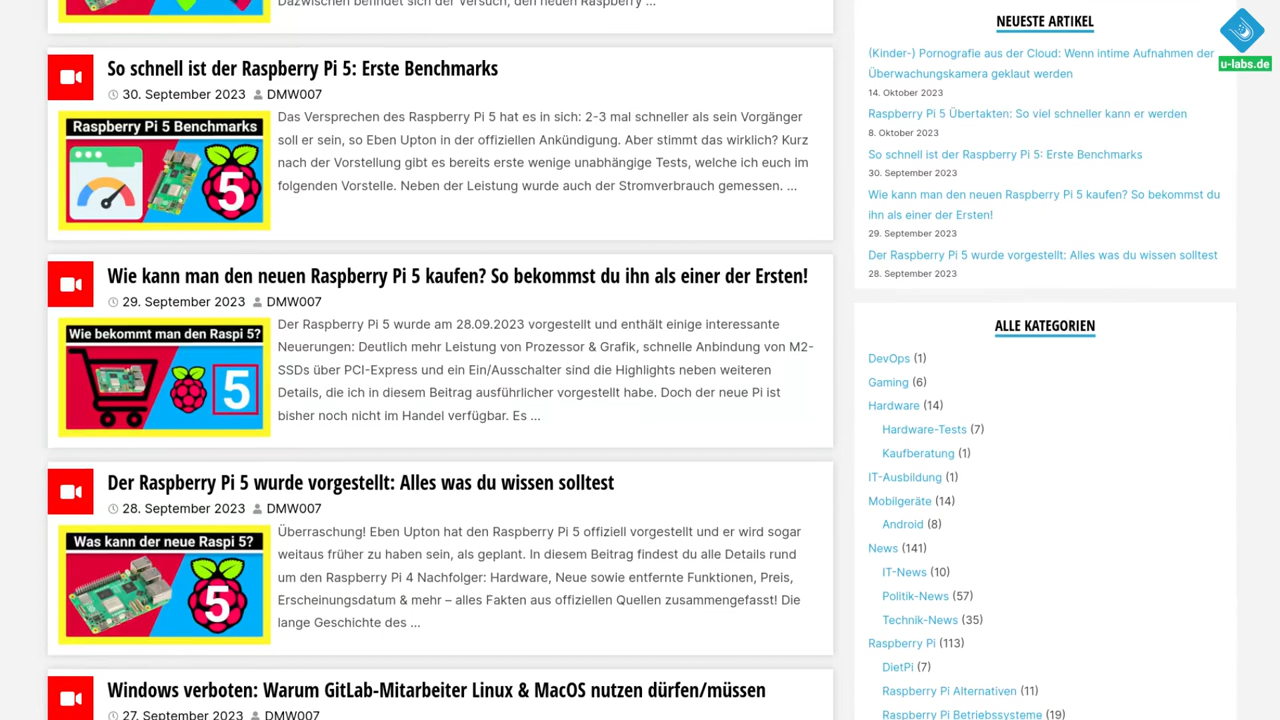 Dazwischen befindet sich der Versuch, den neuen Raspberry ...
So schnell ist der Raspberry Pi 5: Erste Benchmarks
30. September 2023 DMW007
Raspberry Pi 5 Benchmarks
5
Das Versprechen des Raspberry Pi 5 hat es in sich: 2-3 mal schneller als sein Vorgänger
soll er sein, so Eben Upton in der offiziellen Ankündigung. Aber stimmt das wirklich? Kurz
nach der Vorstellung gibt es bereits erste wenige unabhängige Tests, welche ich euch im
folgenden Vorstelle. Neben der Leistung wurde auch der Stromverbrauch gemessen. ...
Wie kann man den neuen Raspberry Pi 5 kaufen? So bekommst du ihn als einer der Ersten!
29. September 2023 DMW007
Wie bekommt man den Raspi 5?
5
Der Raspberry Pi 5 wurde am 28.09.2023 vorgestellt und enthält einige interessante
Neuerungen: Deutlich mehr Leistung von Prozessor & Grafik, schnelle Anbindung von M2-
SSDs über PCI-Express und ein Ein/Ausschalter sind die Highlights neben weiteren
Details, die ich in diesem Beitrag ausführlicher vorgestellt habe. Doch der neue Pi ist
bisher noch nicht im Handel verfügbar. Es ...
Der Raspberry Pi 5 wurde vorgestellt: Alles was du wissen solltest
28. September 2023 DMW007
Was kann der neue Raspi 5?
5
Überraschung! Eben Upton hat den Raspberry Pi 5 offiziell vorgestellt und er wird sogar
weitaus früher zu haben sein, als geplant. In diesem Beitrag findest du alle Details rund
um den Raspberry Pi 4 Nachfolger: Hardware, Neue sowie entfernte Funktionen, Preis,
Erscheinungsdatum & mehr – alles Fakten aus offiziellen Quellen zusammengefasst! Die
lange Geschichte des ...
Windows verboten: Warum GitLab-Mitarbeiter Linux & MacOS nutzen dürfen/müssen
27. September 2023 DMW007
NEUESTE ARTIKEL
(Kinder-) Pornografie aus der Cloud: Wenn intime Aufnahmen der
Überwachungskamera geklaut werden
14. Oktober 2023
Raspberry Pi 5 Übertakten: So viel schneller kann er werden
8. Oktober 2023
So schnell ist der Raspberry Pi 5: Erste Benchmarks
30. September 2023
Wie kann man den neuen Raspberry Pi 5 kaufen? So bekommst du
ihn als einer der Ersten!
29. September 2023
Der Raspberry Pi 5 wurde vorgestellt: Alles was du wissen solltest
28. September 2023
ALLE KATEGORIEN
DevOps (1)
Gaming (6)
Hardware (14)
Hardware-Tests (7)
Kaufberatung (1)
IT-Ausbildung (1)
Mobilgeräte (14)
Android (8)
News (141)
IT-News (10)
Politik-News (57)
Technik-News (35)
Raspberry Pi (113)
DietPi (7)
Raspberry Pi Alternativen (11)
Raspberry Pi Betriebssysteme (19)
u-labs.de